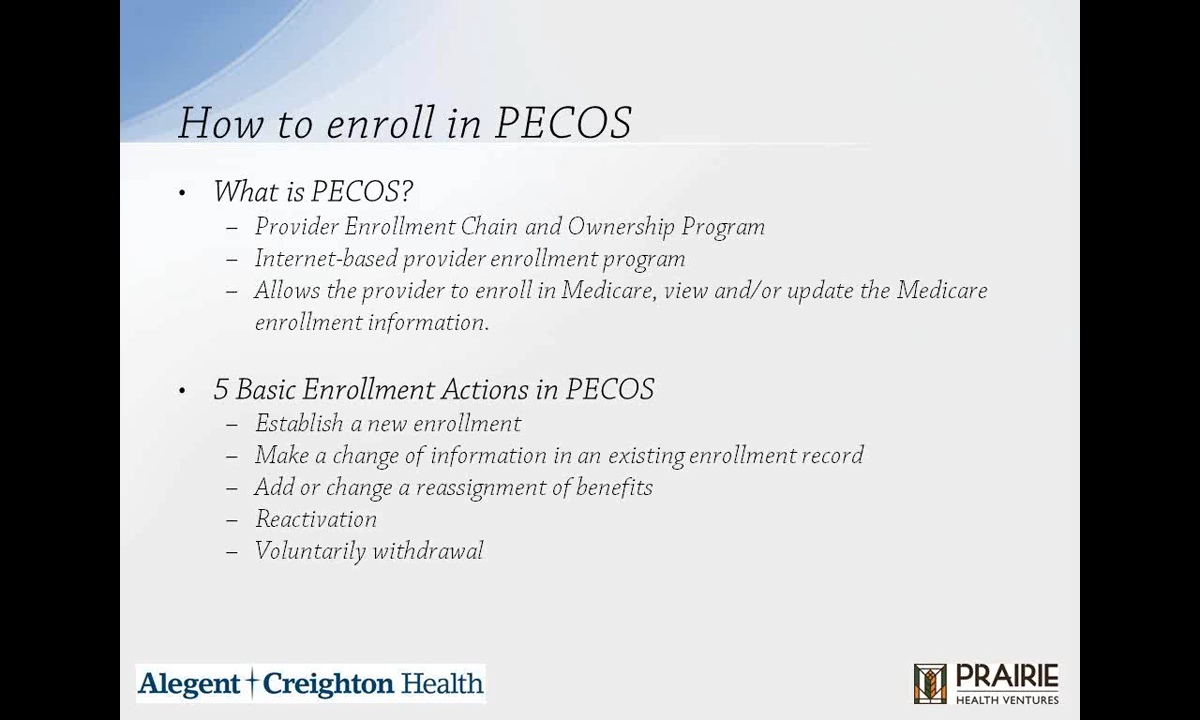 How to enroll in PECOS
• What is PECOS?
– Provider Enrollment Chain and Ownership Program
– Internet-based provider enrollment program
– Allows the provider to enroll in Medicare, view and/or update the Medicare
enrollment information.
• 5 Basic Enrollment Actions in PECOS
– Establish a new enrollment
– Make a change of information in an existing enrollment record
– Add or change a reassignment of benefits
– Reactivation
– Voluntarily withdrawal
Alegent Creighton Health
PRAIRIE
HEALTH VENTURES